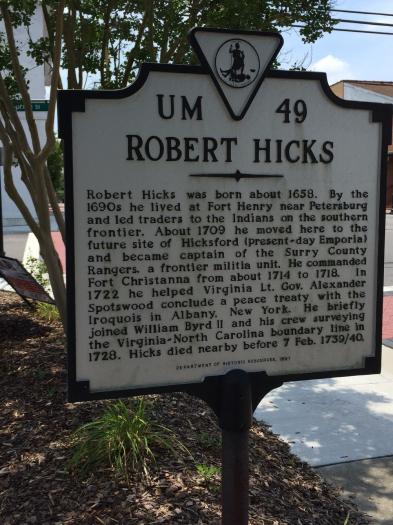 UM 49
ROBERT HICKS
Robert Hicks was born about 1658. By the
1690s he lived at Fort Henry near Petersburg
and led traders to the Indians on the southern
frontier. About 1709 he moved here to the
future site of Hicksford (present-day Emporia)
and became captain of the Surry County
Rangers, a frontier militia unit. He commanded
Fort Christanna from about 1714 to 1718. In
1722 he helped Virginia Lt. Gov. Alexander
Spotswood conclude a peace treaty with the
Iroquois in Albany, New York. He briefly
joined William Byrd II and his crew surveying
the Virginia-North Carolina boundary line in
1728. Hicks died nearby before 7 Feb. 1739/40.
DEPARTMENT OF HISTORIC RESOURCES, 1997